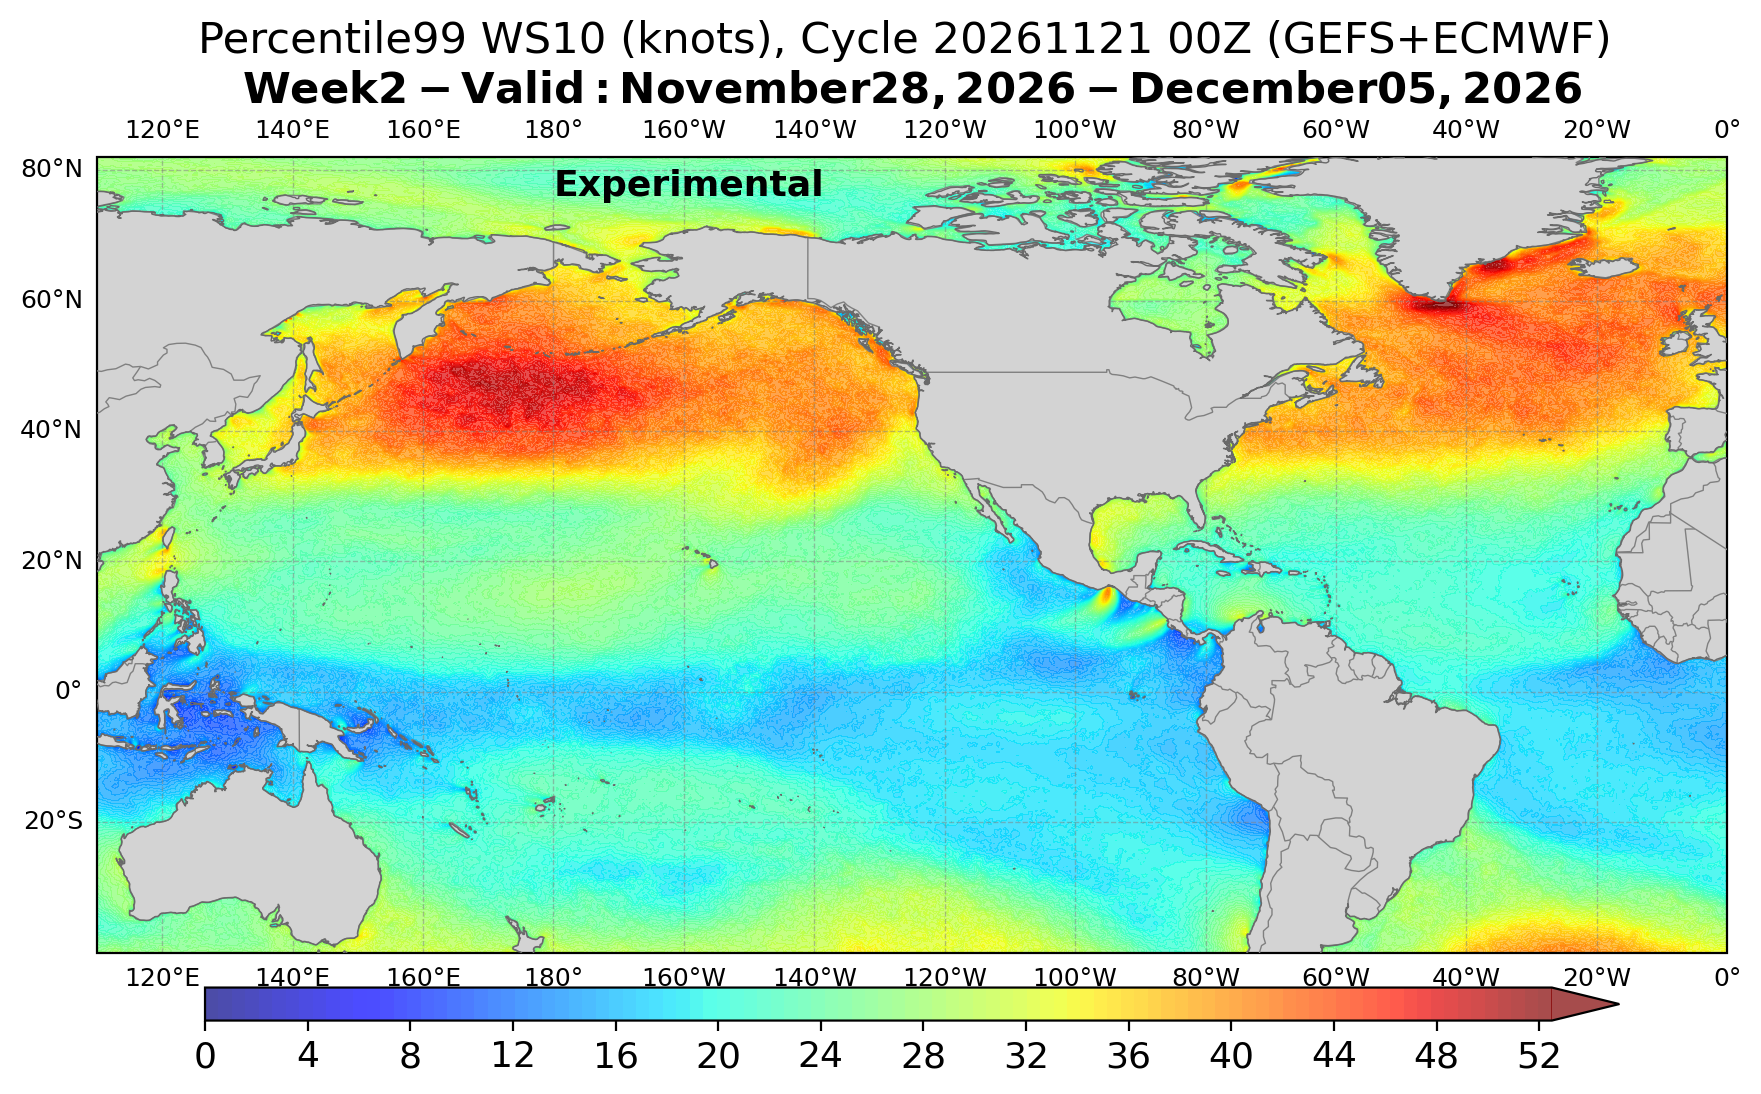 Percentile99 WS10 (knots), Cycle 20261121 00Z (GEFS+ECMWF)
Week2 − Valid : November28, 2026 − December05, 2026
120°E 140°E 160°E 180° 160°W 140°W 120°W 100°W 80°W 60°W 40°W 20°W 0°
80°N
Experimental
60°N
40°N
20°N
0°
20°S
120°E 140°E 160°E 180° 160°W 140°W 120°W 100°W 80°W 60°W 40°W 20°W 0°
0 4 8 12 16 20 24 28 32 36 40 44 48 52